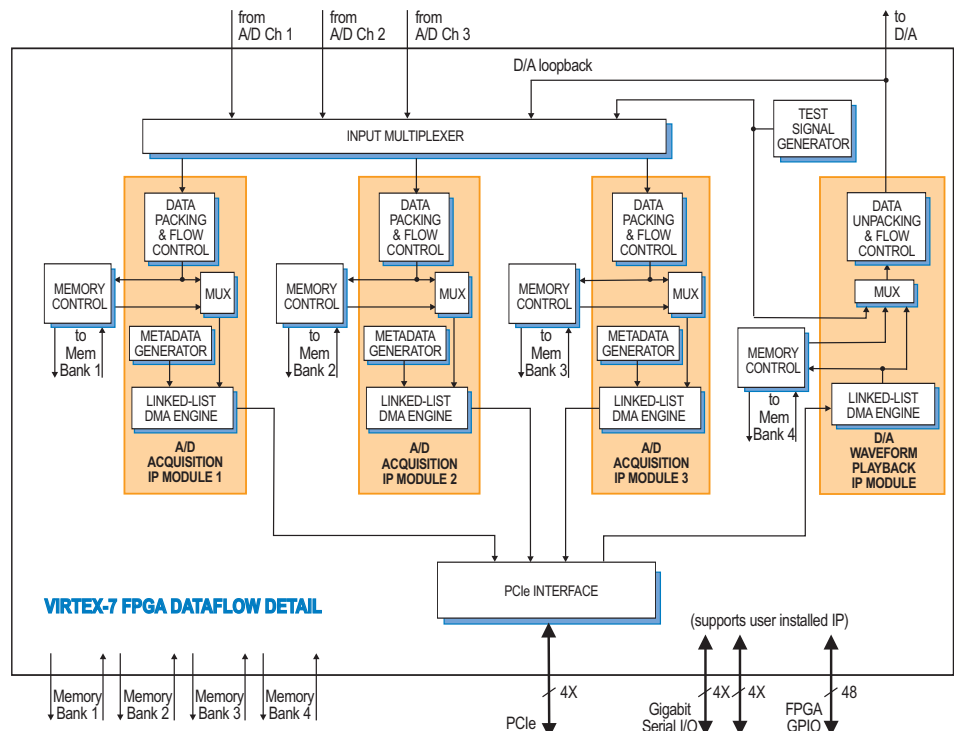 from
A/D Ch 1
from
A/D Ch 2
from
A/D Ch 3
to
D/A
D/A loopback
INPUT MULTIPLEXER
TEST
SIGNAL
GENERATOR
DATA
PACKING
& FLOW
CONTROL
MUX
MEMORY
CONTROL
to
Mem
Bank 1
METADATA
GENERATOR
LINKED-LIST
DMA ENGINE
A/D
ACQUISITION
IP MODULE 1
DATA
PACKING
& FLOW
CONTROL
MUX
MEMORY
CONTROL
to
Mem
Bank 2
METADATA
GENERATOR
LINKED-LIST
DMA ENGINE
A/D
ACQUISITION
IP MODULE 2
DATA
PACKING
& FLOW
CONTROL
MUX
MEMORY
CONTROL
to
Mem
Bank 3
METADATA
GENERATOR
LINKED-LIST
DMA ENGINE
A/D
ACQUISITION
IP MODULE 3
DATA
UNPACKING
& FLOW
CONTROL
MUX
MEMORY
CONTROL
to
Mem
Bank 4
LINKED-LIST
DMA ENGINE
D/A
WAVEFORM
PLAYBACK
IP MODULE
PCIe INTERFACE
VIRTEX-7 FPGA DATAFLOW DETAIL
(supports user installed IP)
Memory
Bank 1
Memory
Bank 2
Memory
Bank 3
Memory
Bank 4
4X
PCIe
4X
4X
Gigabit
Serial I/O
48
FPGA
GPIO